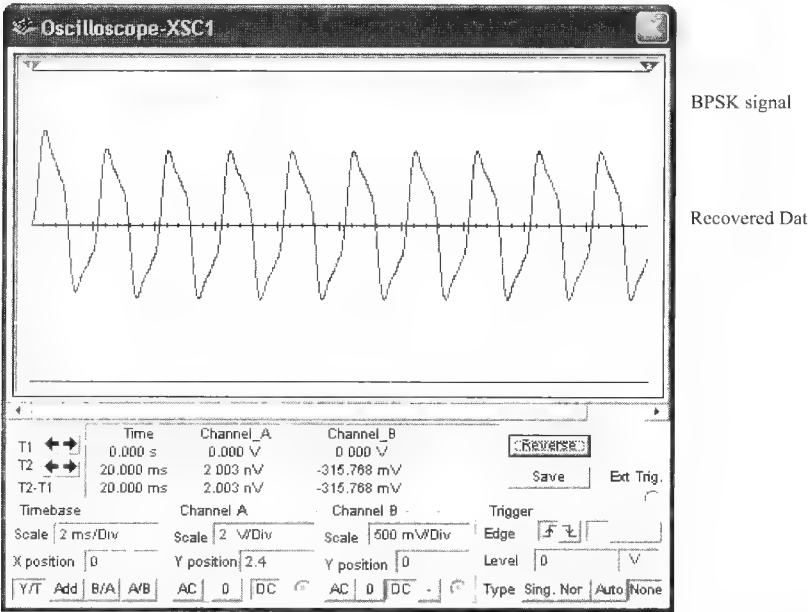 Oscilloscope-XSC1
BPSK signal
Recovered Dat
Time Channel_A Channel_B
T1 0.000 s 0.000 V 0.000 V
T2 20.000 ms 2.003 nV -315.768 mV
T2-T1 20.000 ms 2.003 nV -315.768 mV
Reverse
Save Ext Trig.
Timebase Channel A Channel B Trigger
Scale 2 ms/Div Scale 2 V/Div Scale 500 mV/Div Edge
X position 0 Y position 2.4 Y position 0 Level 0 V
Y/T Add B/A A/B AC 0 DC AC 0 DC - Type Sing. Nor Auto None